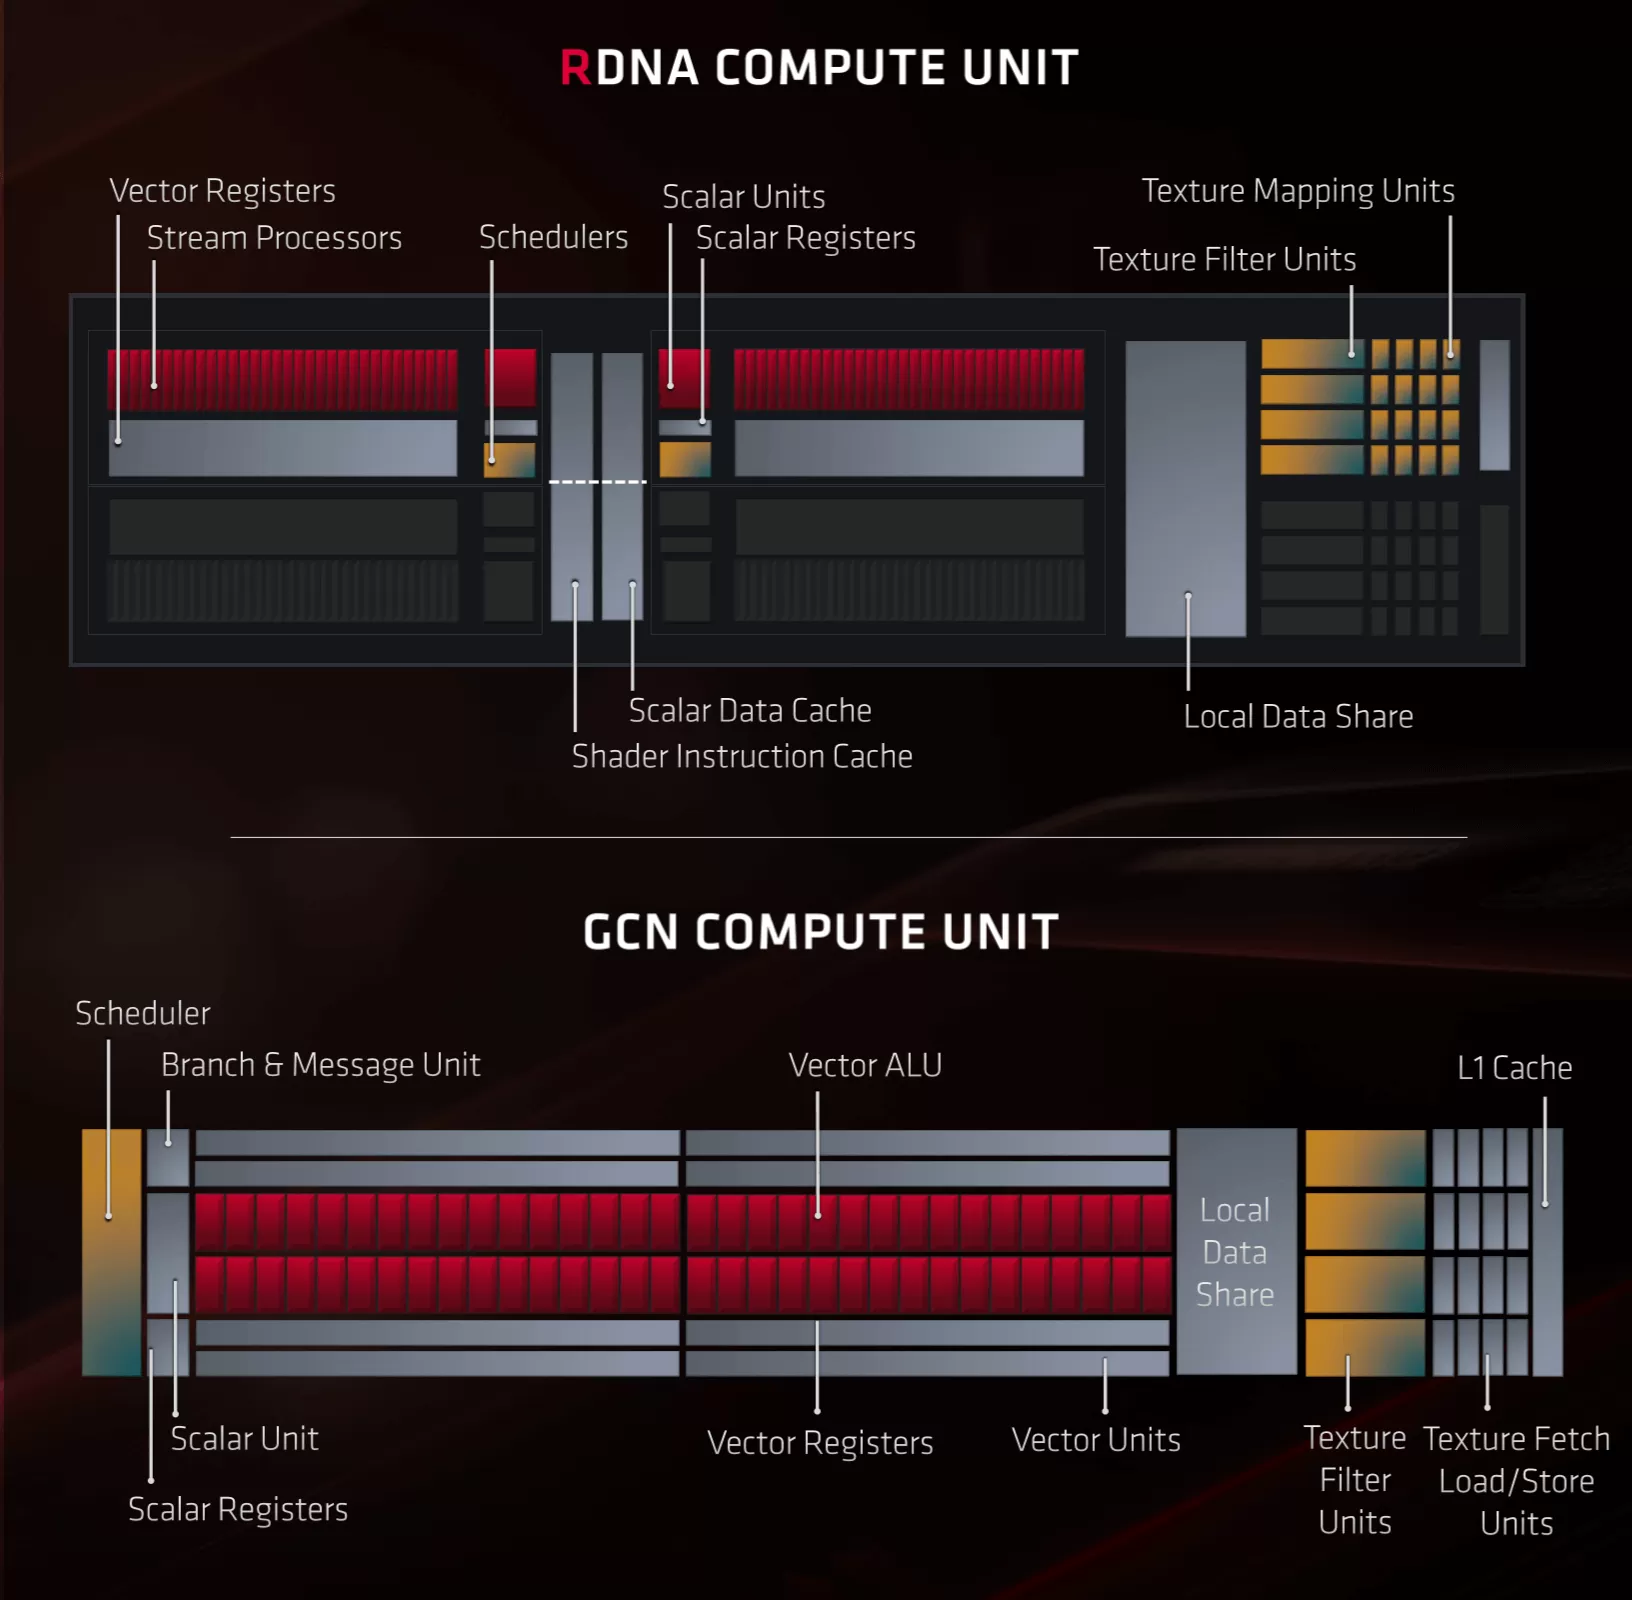 RDNA COMPUTE UNIT
Vector Registers
Stream Processors
Schedulers
Scalar Units
Scalar Registers
Texture Mapping Units
Texture Filter Units
Scalar Data Cache
Shader Instruction Cache
Local Data Share
GCN COMPUTE UNIT
Scheduler
Branch & Message Unit
Vector ALU
L1 Cache
Local
Data
Share
Scalar Unit
Scalar Registers
Vector Registers
Vector Units
Texture
Filter
Units
Texture Fetch
Load/Store
Units